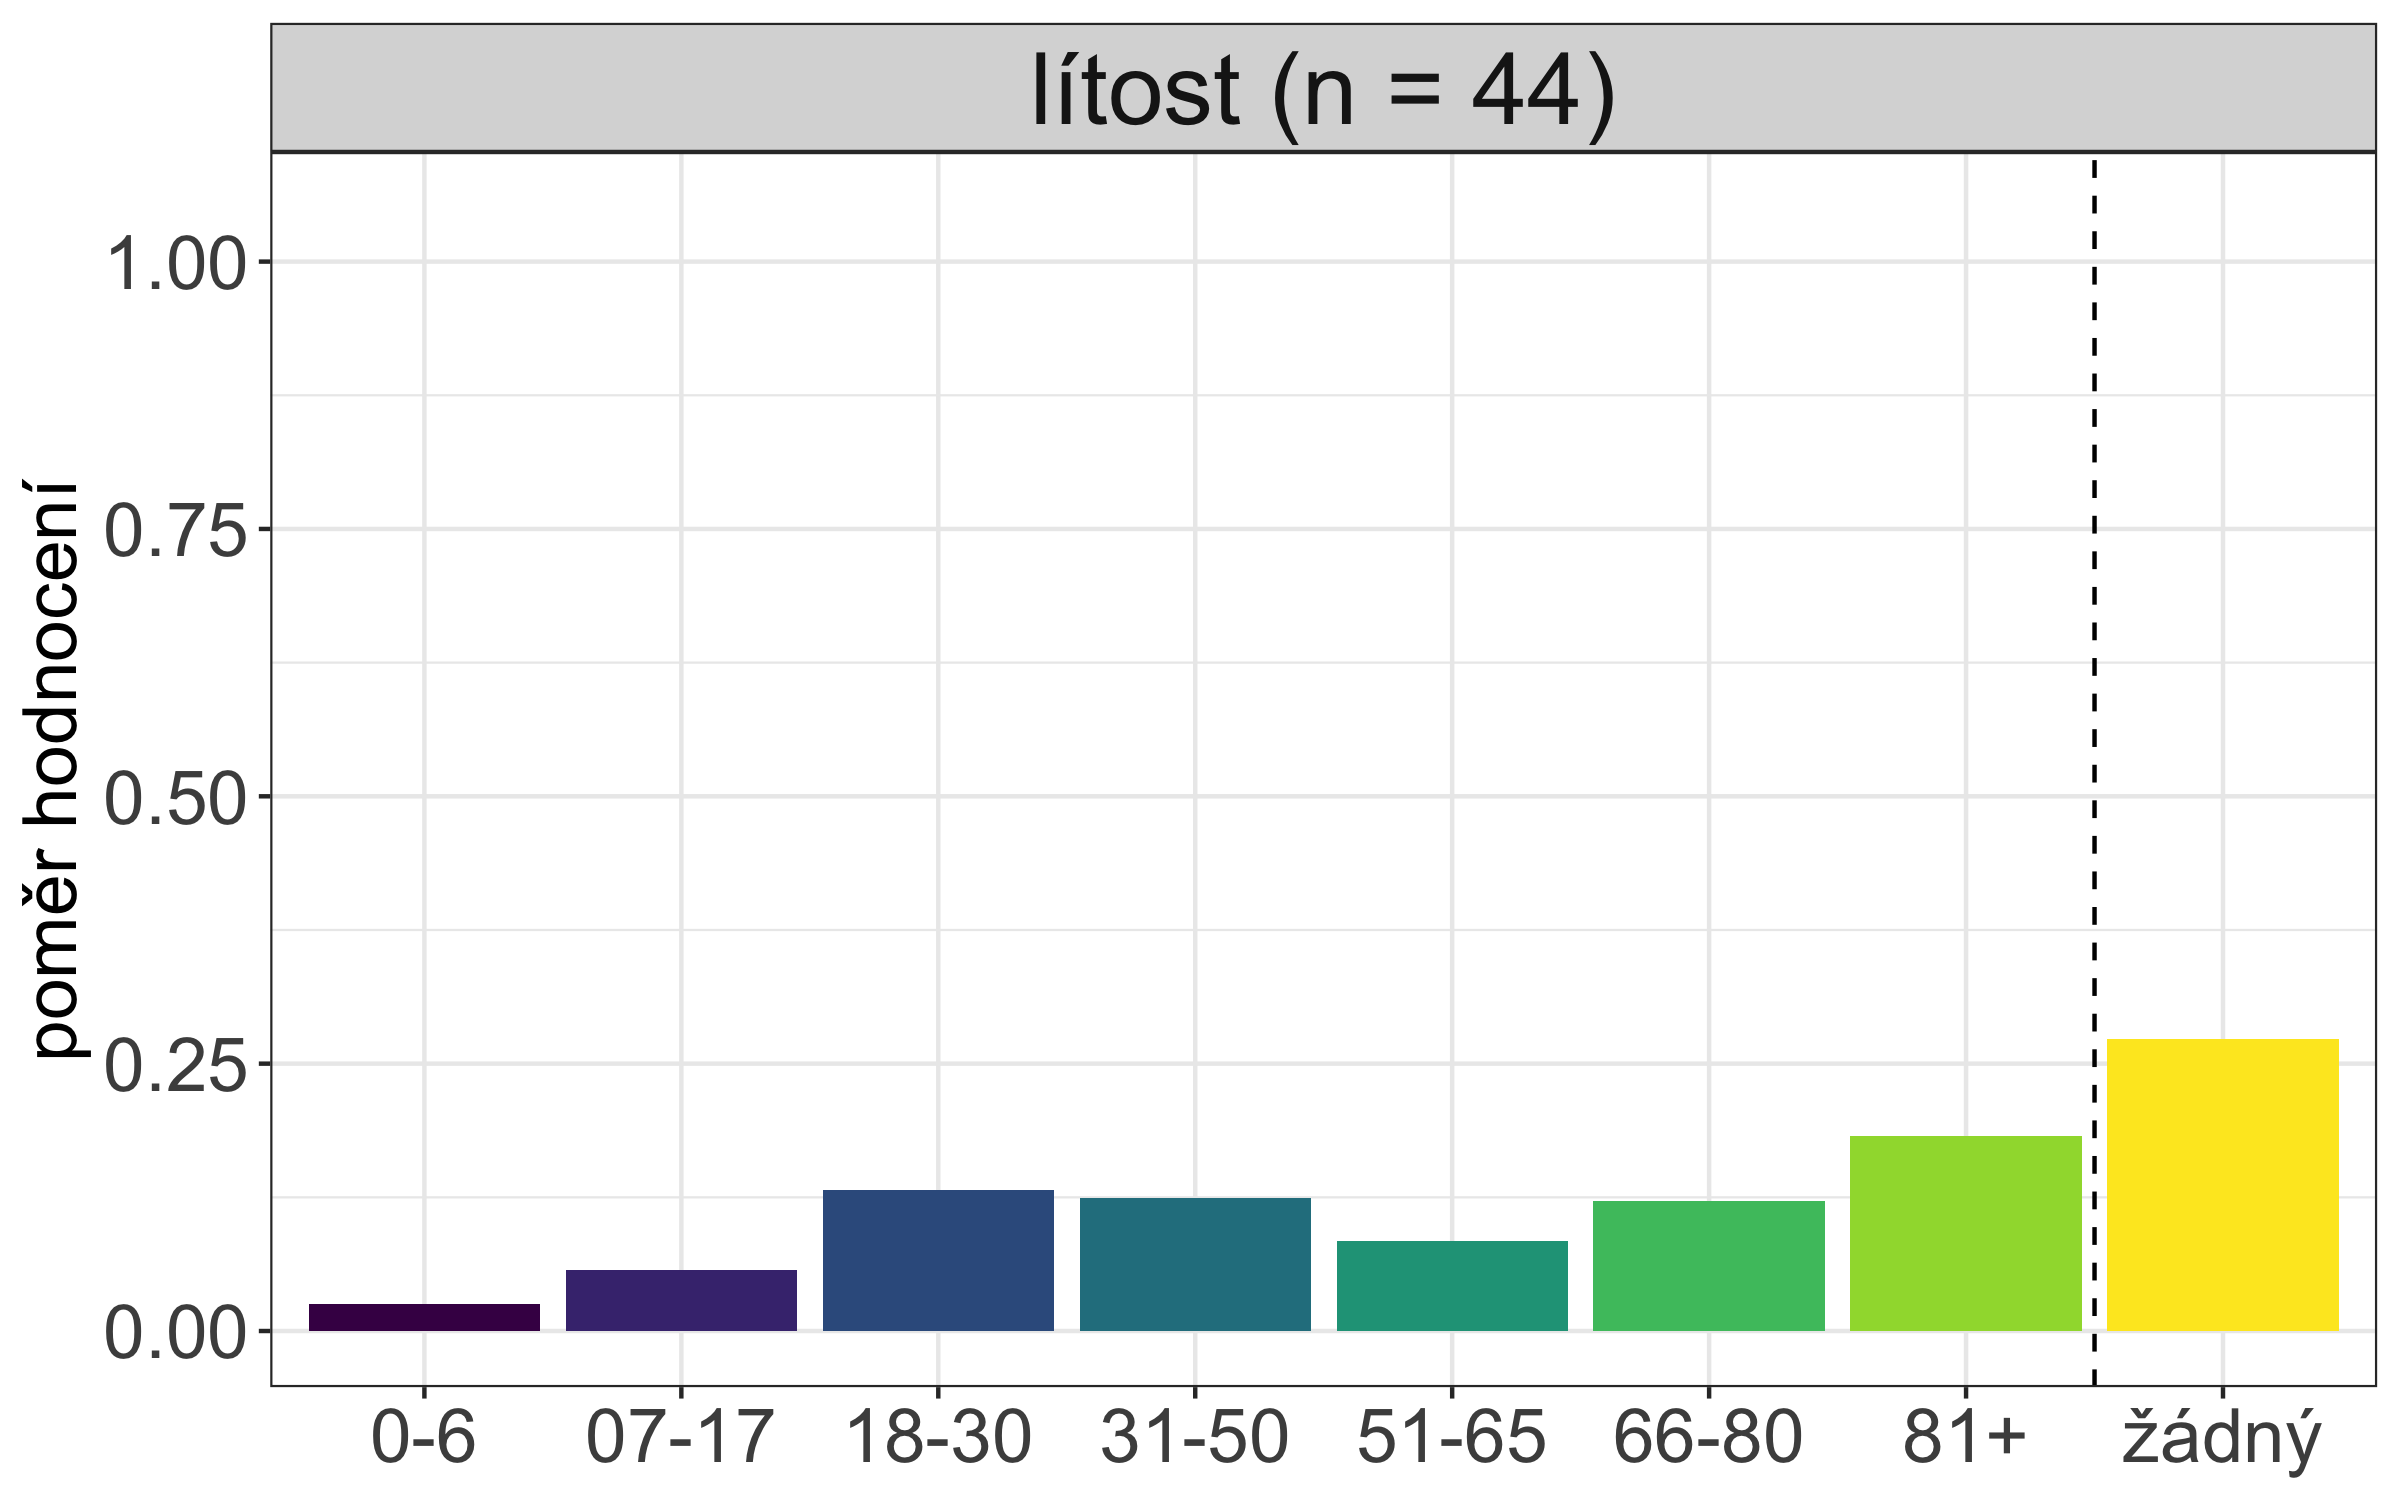 lítost (n = 44)
poměr hodnocení
1.00
0.75
0.50
0.25
0.00
0-6 07-17 18-30 31-50 51-65 66-80 81+ žádný